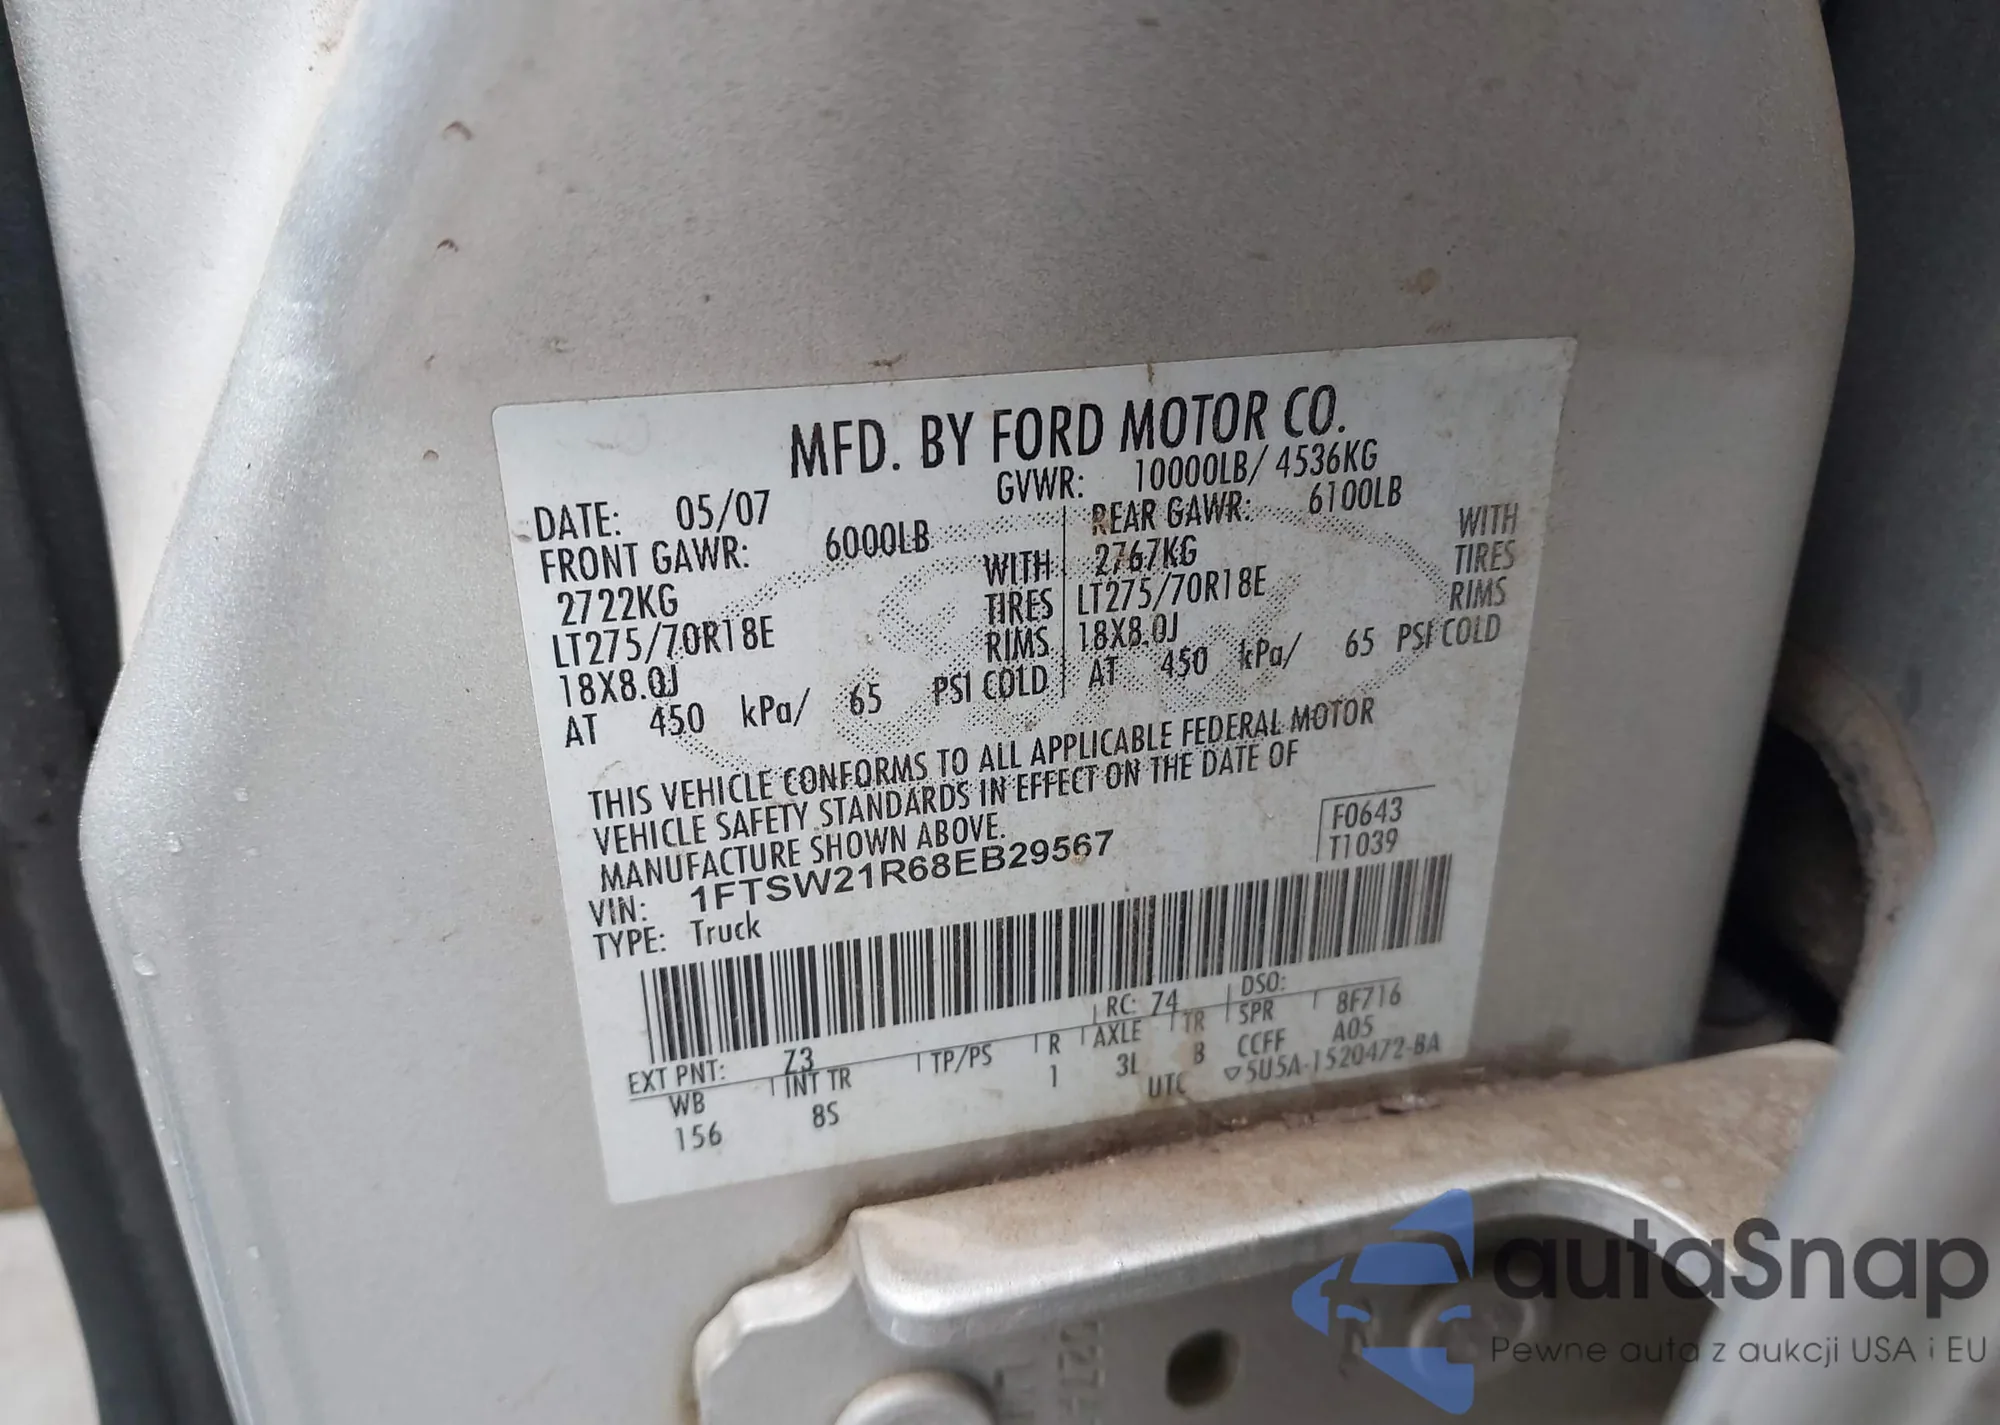 MFD. BY FORD MOTOR CO.
DATE: 05/07 GVWR: 10000LB/ 4536KG
FRONT GAWR: 6000LB REAR GAWR: 6100LB
2722KG WITH 2767KG WITH
LT275/70R18E TIRES LT275/70R18E TIRES
18X8.0J RIMS 18X8.0J RIMS
AT 450 kPa/ 65 PSI COLD AT 450 kPa/ 65 PSI COLD
THIS VEHICLE CONFORMS TO ALL APPLICABLE FEDERAL MOTOR
VEHICLE SAFETY STANDARDS IN EFFECT ON THE DATE OF
MANUFACTURE SHOWN ABOVE.
F0643
T1039
VIN: 1FTSW21R68EB29567
TYPE: Truck
EXT PNT: Z3 RC: 74 DSO:
WB INT TR TP/PS R AXLE TR SPR 8F716
156 8S 1 3L B CCFF A05
UTC ▽5U5A-1520472-BA
autaSnap
Pewne auta z aukcji USA i EU